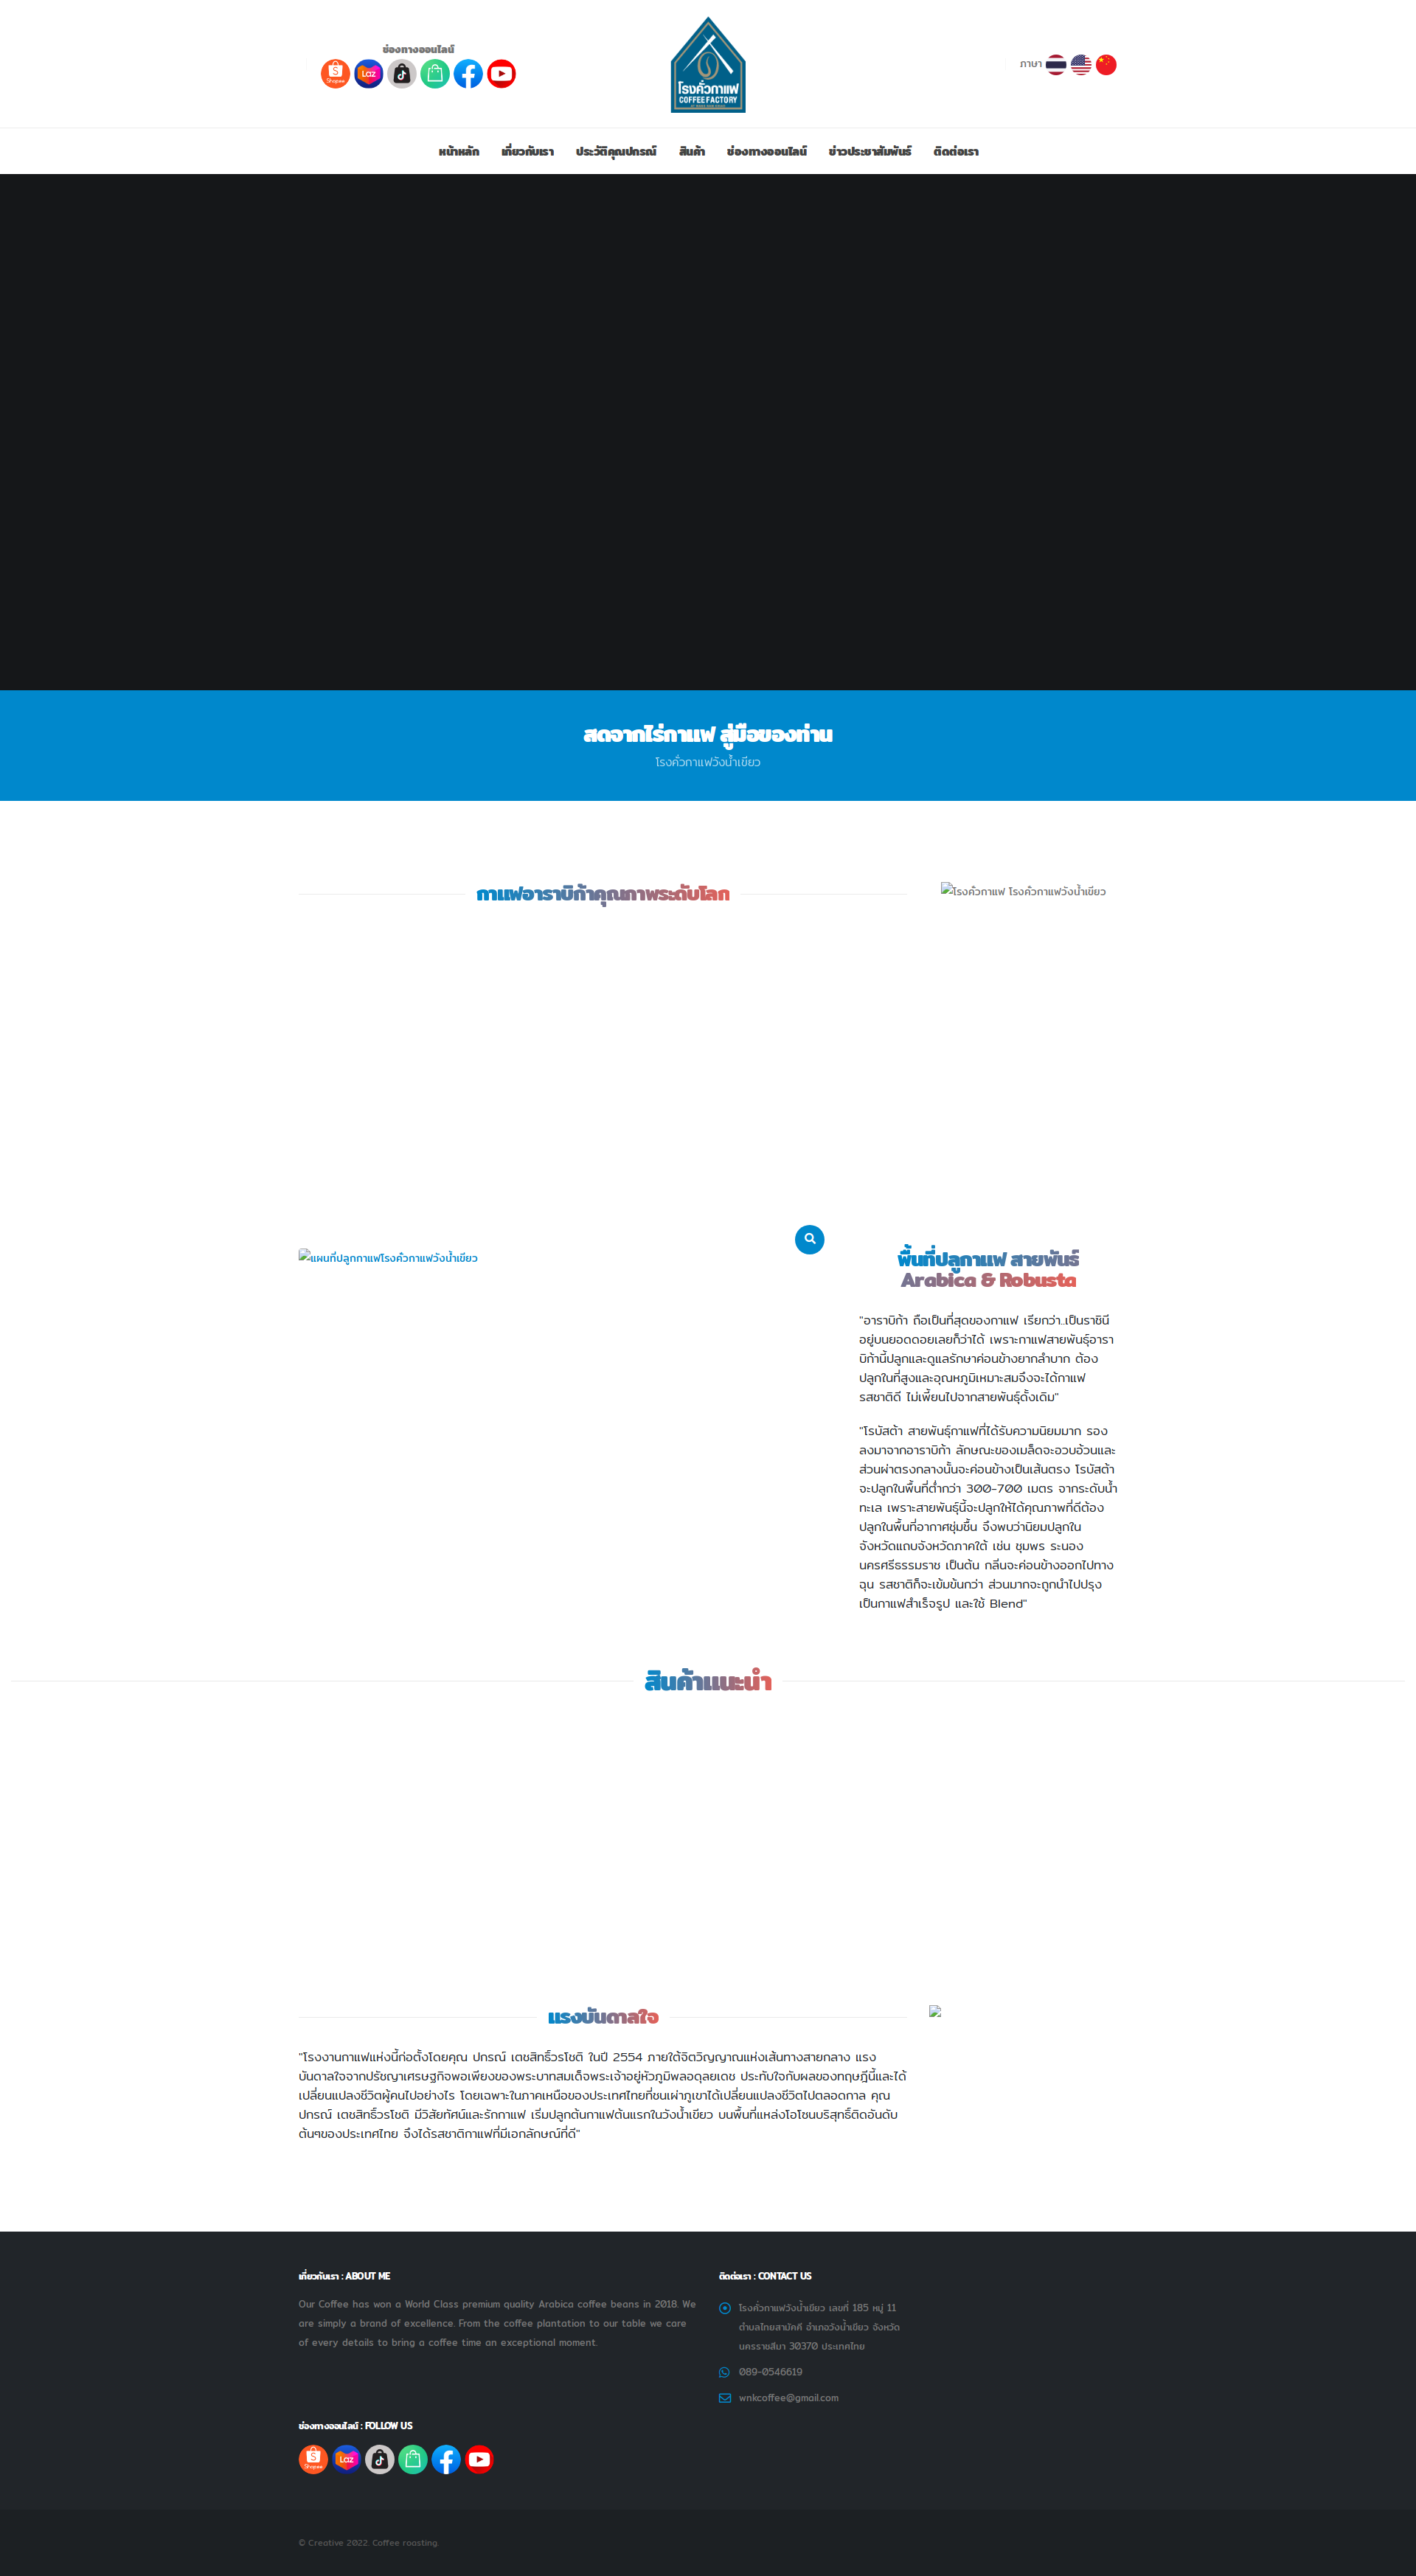 ช่องทางออนไลน์
Shopee
Laz
โรงคั่วกาแฟ
COFFEE FACTORY
ภาษา
หน้าหลัก เกี่ยวกับเรา ประวัติคุณปกรณ์ สินค้า ช่องทางออนไลน์ ข่าวประชาสัมพันธ์ ติดต่อเรา
สดจากไร่กาแฟ สู่มือของท่าน
โรงคั่วกาแฟวังน้ำเขียว
กาแฟอาราบิก้าคุณภาพระดับโลก
โรงคั่วกาแฟ โรงคั่วกาแฟวังน้ำเขียว
แผนที่ปลูกกาแฟโรงคั่วกาแฟวังน้ำเขียว
พื้นที่ปลูกาแฟ สายพันธ์
Arabica & Robusta
"อาราบิก้า ถือเป็นที่สุดของกาแฟ เรียกว่า..เป็นราชินี
อยู่บนยอดดอยเลยก็ว่าได้ เพราะกาแฟสายพันธุ์อารา
บิก้านี้ปลูกและดูแลรักษาค่อนข้างยากลำบาก ต้อง
ปลูกในที่สูงและอุณหภูมิเหมาะสมจึงจะได้กาแฟ
รสชาติดี ไม่เพี้ยนไปจากสายพันธุ์ดั้งเดิม"
"โรบัสต้า สายพันธุ์กาแฟที่ได้รับความนิยมมาก รอง
ลงมาจากอาราบิก้า ลักษณะของเมล็ดจะอวบอ้วนและ
ส่วนผ่าตรงกลางนั้นจะค่อนข้างเป็นเส้นตรง โรบัสต้า
จะปลูกในพื้นที่ต่ำกว่า 300-700 เมตร จากระดับน้ำ
ทะเล เพราะสายพันธุ์นี้จะปลูกให้ได้คุณภาพที่ดีต้อง
ปลูกในพื้นที่อากาศชุ่มชื้น จึงพบว่านิยมปลูกใน
จังหวัดแถบจังหวัดภาคใต้ เช่น ชุมพร ระนอง
นครศรีธรรมราช เป็นต้น กลิ่นจะค่อนข้างออกไปทาง
ฉุน รสชาติก็จะเข้มข้นกว่า ส่วนมากจะถูกนำไปปรุง
เป็นกาแฟสำเร็จรูป และใช้ Blend"
สินค้าแนะนำ
แรงบันดาลใจ
"โรงงานกาแฟแห่งนี้ก่อตั้งโดยคุณ ปกรณ์ เตชสิทธิ์วรโชติ ในปี 2554 ภายใต้จิตวิญญาณแห่งเส้นทางสายกลาง แรง
บันดาลใจจากปรัชญาเศรษฐกิจพอเพียงของพระบาทสมเด็จพระเจ้าอยู่หัวภูมิพลอดุลยเดช ประทับใจกับผลของทฤษฎีนี้และได้
เปลี่ยนแปลงชีวิตผู้คนไปอย่างไร โดยเฉพาะในภาคเหนือของประเทศไทยที่ชนเผ่าภูเขาได้เปลี่ยนแปลงชีวิตไปตลอดกาล คุณ
ปกรณ์ เตชสิทธิ์วรโชติ มีวิสัยทัศน์และรักกาแฟ เริ่มปลูกต้นกาแฟต้นแรกในวังน้ำเขียว บนพื้นที่แหล่งโอโซนบริสุทธิ์ติดอันดับ
ต้นๆของประเทศไทย จึงได้รสชาติกาแฟที่มีเอกลักษณ์ที่ดี"
เกี่ยวกับเรา : ABOUT ME
Our Coffee has won a World Class premium quality Arabica coffee beans in 2018. We
are simply a brand of excellence. From the coffee plantation to our table we care
of every details to bring a coffee time an exceptional moment.
ติดต่อเรา : CONTACT US
โรงคั่วกาแฟวังน้ำเขียว เลขที่ 185 หมู่ 11
ตำบลไทยสามัคคี อำเภอวังน้ำเขียว จังหวัด
นครราชสีมา 30370 ประเทศไทย
089-0546619
wnkcoffee@gmail.com
ช่องทางออนไลน์ : FOLLOW US
Shopee
Laz
© Creative 2022. Coffee roasting.